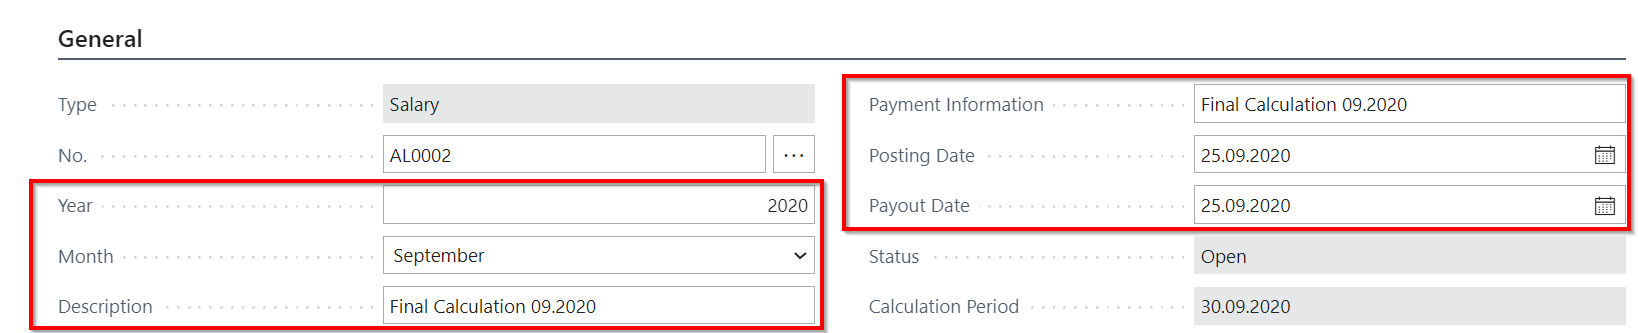 General
Type Salary
No. AL0002 ...
Year 2020
Month September
Description Final Calculation 09.2020
Payment Information Final Calculation 09.2020
Posting Date 25.09.2020
Payout Date 25.09.2020
Status Open
Calculation Period 30.09.2020